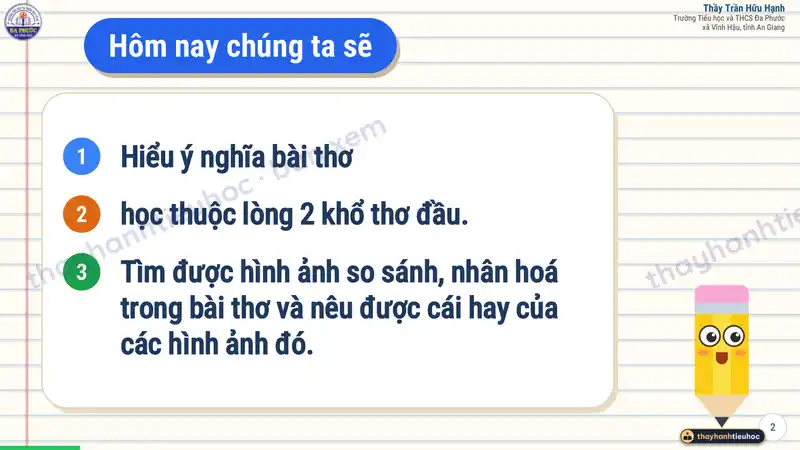 Thầy Trần Hữu Hạnh
Trường Tiểu học và THCS Đa Phước
xã Vĩnh Hậu, tỉnh An Giang
ĐA PHƯỚC
Hôm nay chúng ta sẽ
1 Hiểu ý nghĩa bài thơ
2 học thuộc lòng 2 khổ thơ đầu.
3 Tìm được hình ảnh so sánh, nhân hoá
trong bài thơ và nêu được cái hay của
các hình ảnh đó.
thayhanhtieuhoc
2